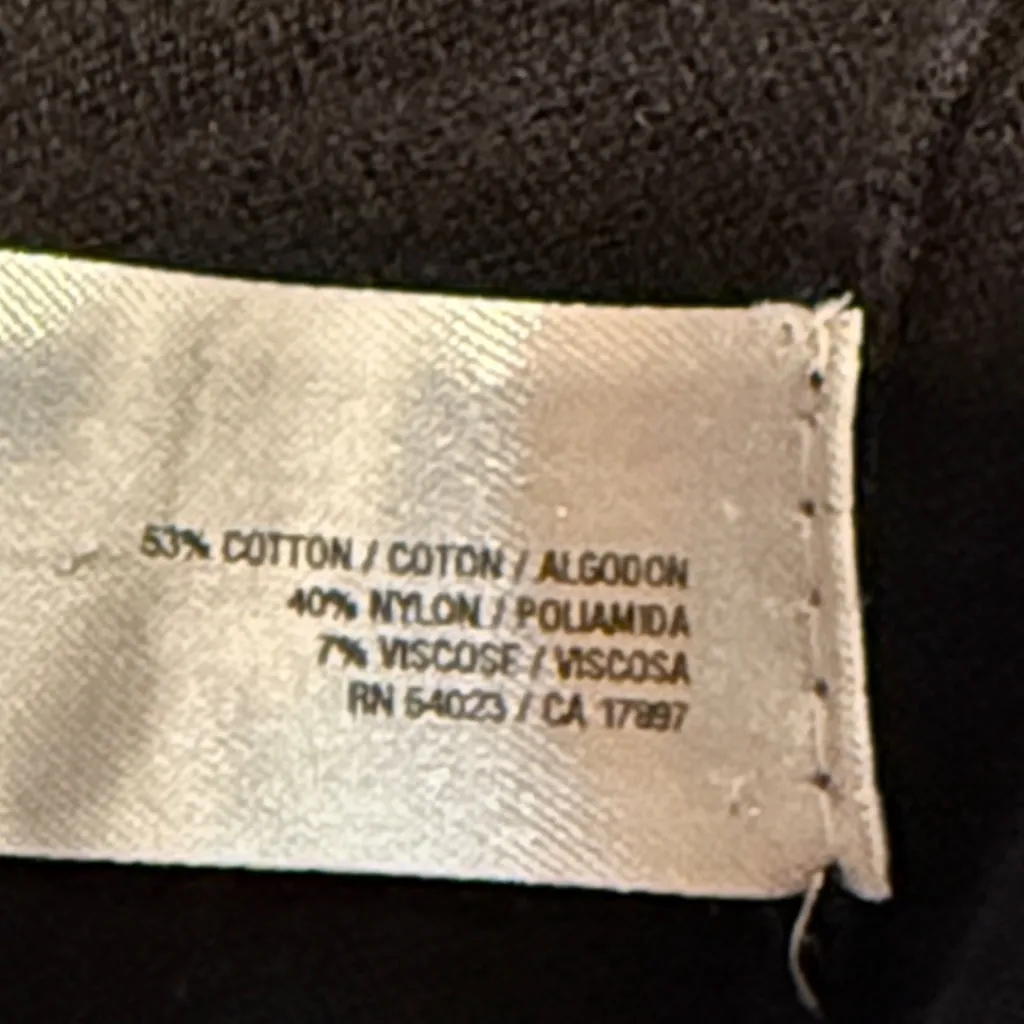 53% COTTON / COTON / ALGODON
40% NYLON / POLIAMIDA
7% VISCOSE / VISCOSA
RN 54023 / CA 17897